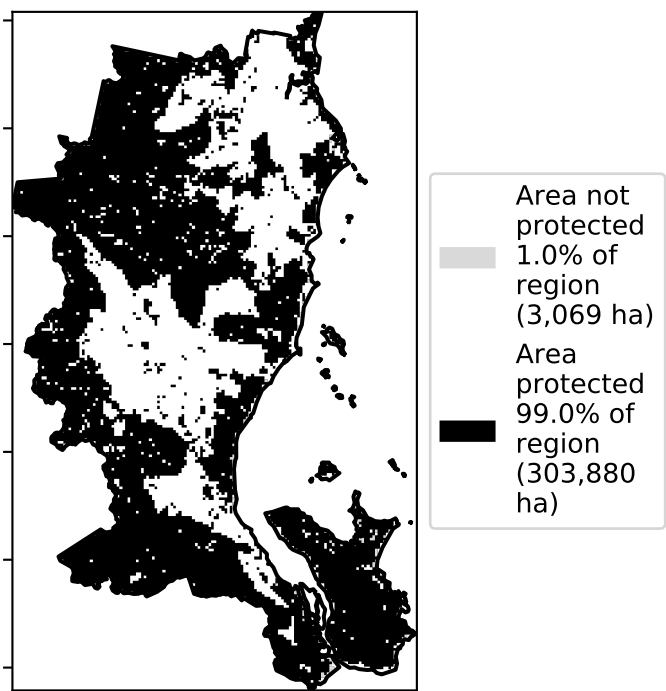 Area not
protected
1.0% of
region
(3,069 ha)
Area
protected
99.0% of
region
(303,880
ha)